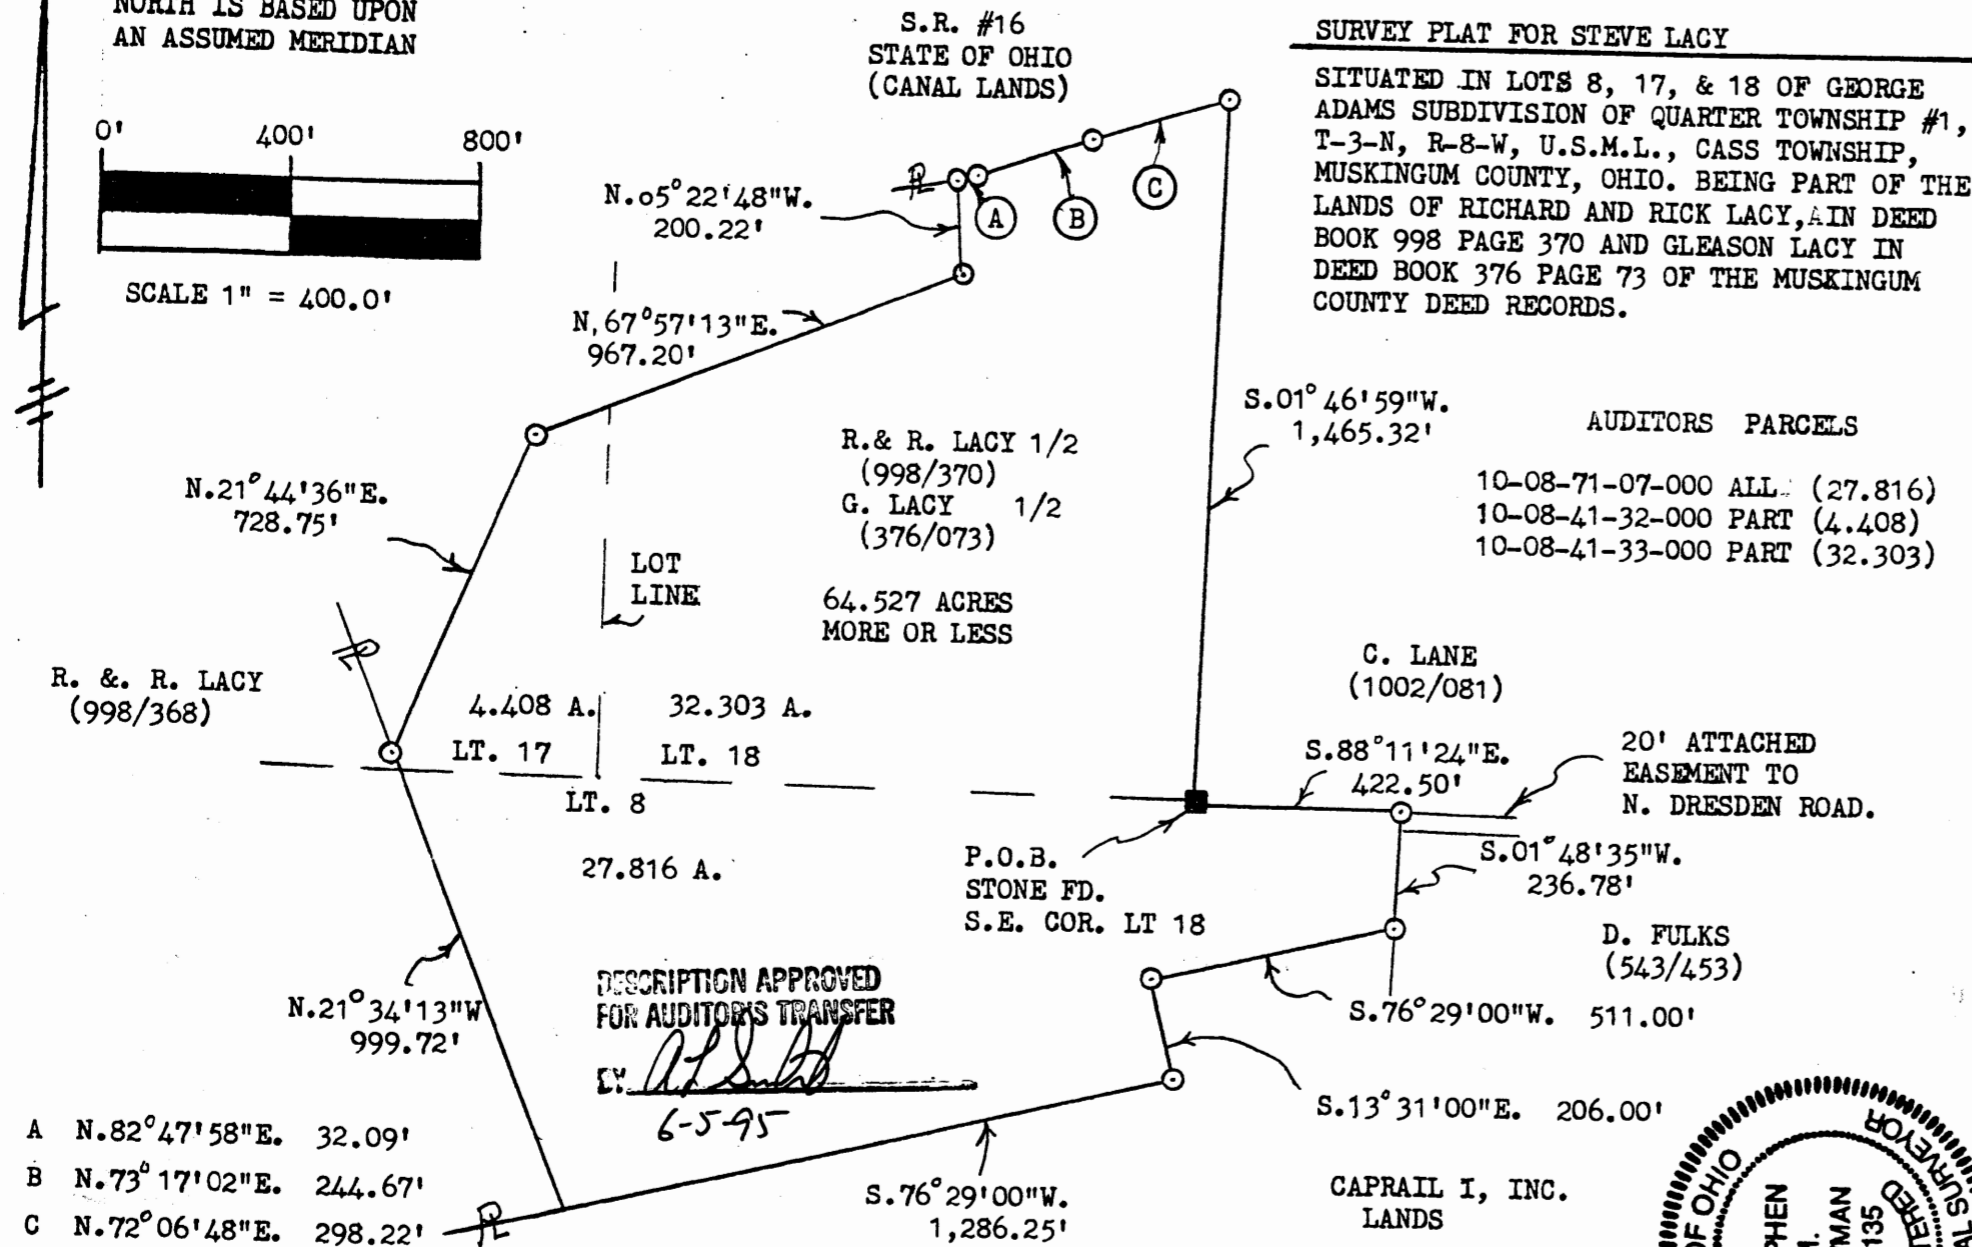 NORTH IS BASED UPON
AN ASSUMED MERIDIAN
0' 400' 800'
SCALE 1" = 400.0'
S.R. #16
STATE OF OHIO
(CANAL LANDS)
SURVEY PLAT FOR STEVE LACY
SITUATED IN LOTS 8, 17, & 18 OF GEORGE
ADAMS SUBDIVISION OF QUARTER TOWNSHIP #1,
T-3-N, R-8-W, U.S.M.L., CASS TOWNSHIP,
MUSKINGUM COUNTY, OHIO. BEING PART OF THE
LANDS OF RICHARD AND RICK LACY, IN DEED
BOOK 998 PAGE 370 AND GLEASON LACY IN
DEED BOOK 376 PAGE 73 OF THE MUSKINGUM
COUNTY DEED RECORDS.
N.05°22'48"W.
200.22'
PL
A
B
C
N,67°57'13"E.
967.20'
S.01°46'59"W.
1,465.32'
AUDITORS PARCELS
10-08-71-07-000 ALL (27.816)
10-08-41-32-000 PART (4.408)
10-08-41-33-000 PART (32.303)
R.& R. LACY 1/2
(998/370)
G. LACY 1/2
(376/073)
64.527 ACRES
MORE OR LESS
N.21°44'36"E.
728.75'
LOT
LINE
PL
R. &. R. LACY
(998/368)
4.408 A. 32.303 A.
LT. 17 LT. 18
LT. 8
27.816 A.
C. LANE
(1002/081)
S.88°11'24"E.
422.50'
20' ATTACHED
EASEMENT TO
N. DRESDEN ROAD.
P.O.B.
STONE FD.
S.E. COR. LT 18
S.01°48'35"W.
236.78'
D. FULKS
(543/453)
S.76°29'00"W. 511.00'
N.21°34'13"W
999.72'
DESCRIPTION APPROVED
FOR AUDITOR'S TRANSFER
BY
6-5-95
S.13°31'00"E. 206.00'
A N.82°47'58"E. 32.09'
B N.73°17'02"E. 244.67'
C N.72°06'48"E. 298.22'
PL
S.76°29'00"W.
1,286.25'
CAPRAIL I, INC.
LANDS
OF OHIO
SURVEYOR